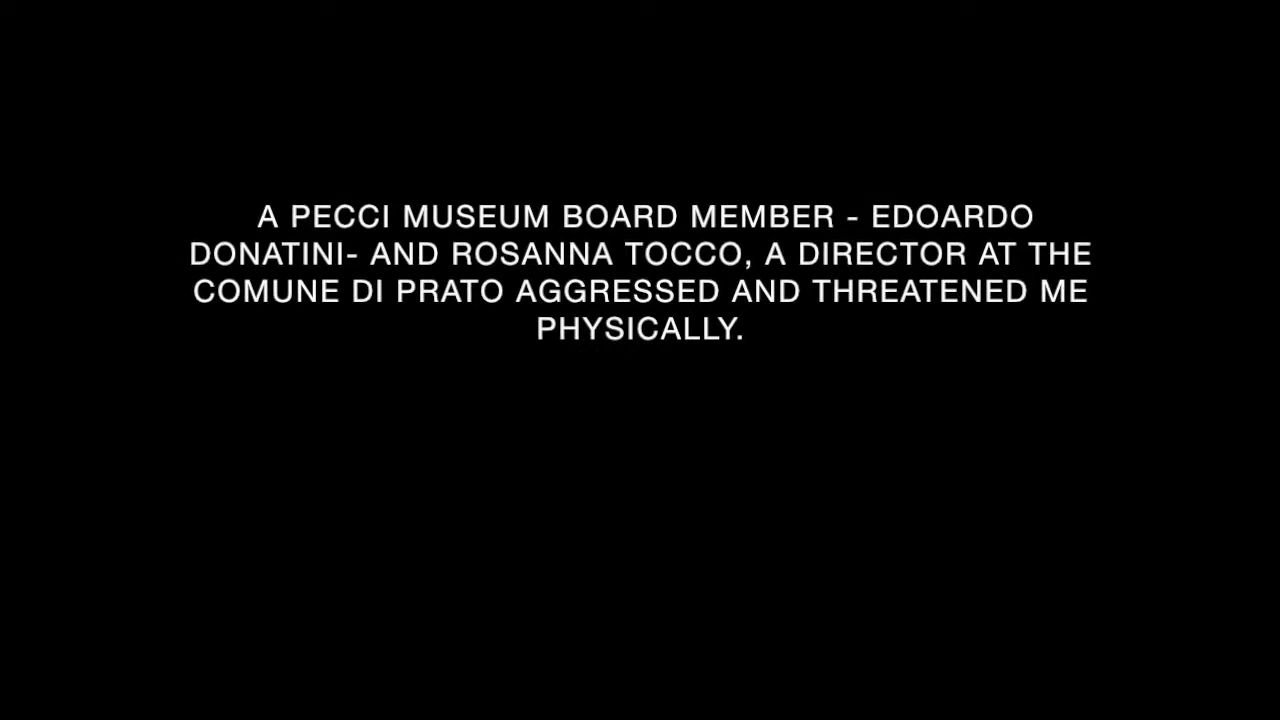 A PECCI MUSEUM BOARD MEMBER - EDOARDO
DONATINI- AND ROSANNA TOCCO, A DIRECTOR AT THE
COMUNE DI PRATO AGGRESSED AND THREATENED ME
PHYSICALLY.